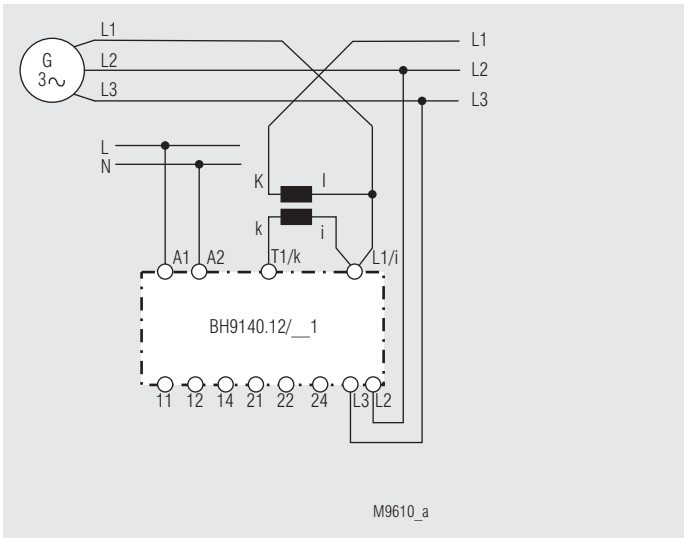 L1
L1
G
L2
L2
3~
L3
L3
L
N
K
l
k
i
A1
A2
T1/k
L1/i
BH9140.12/__1
11
12
14
21
22
24
L3
L2
M9610_a